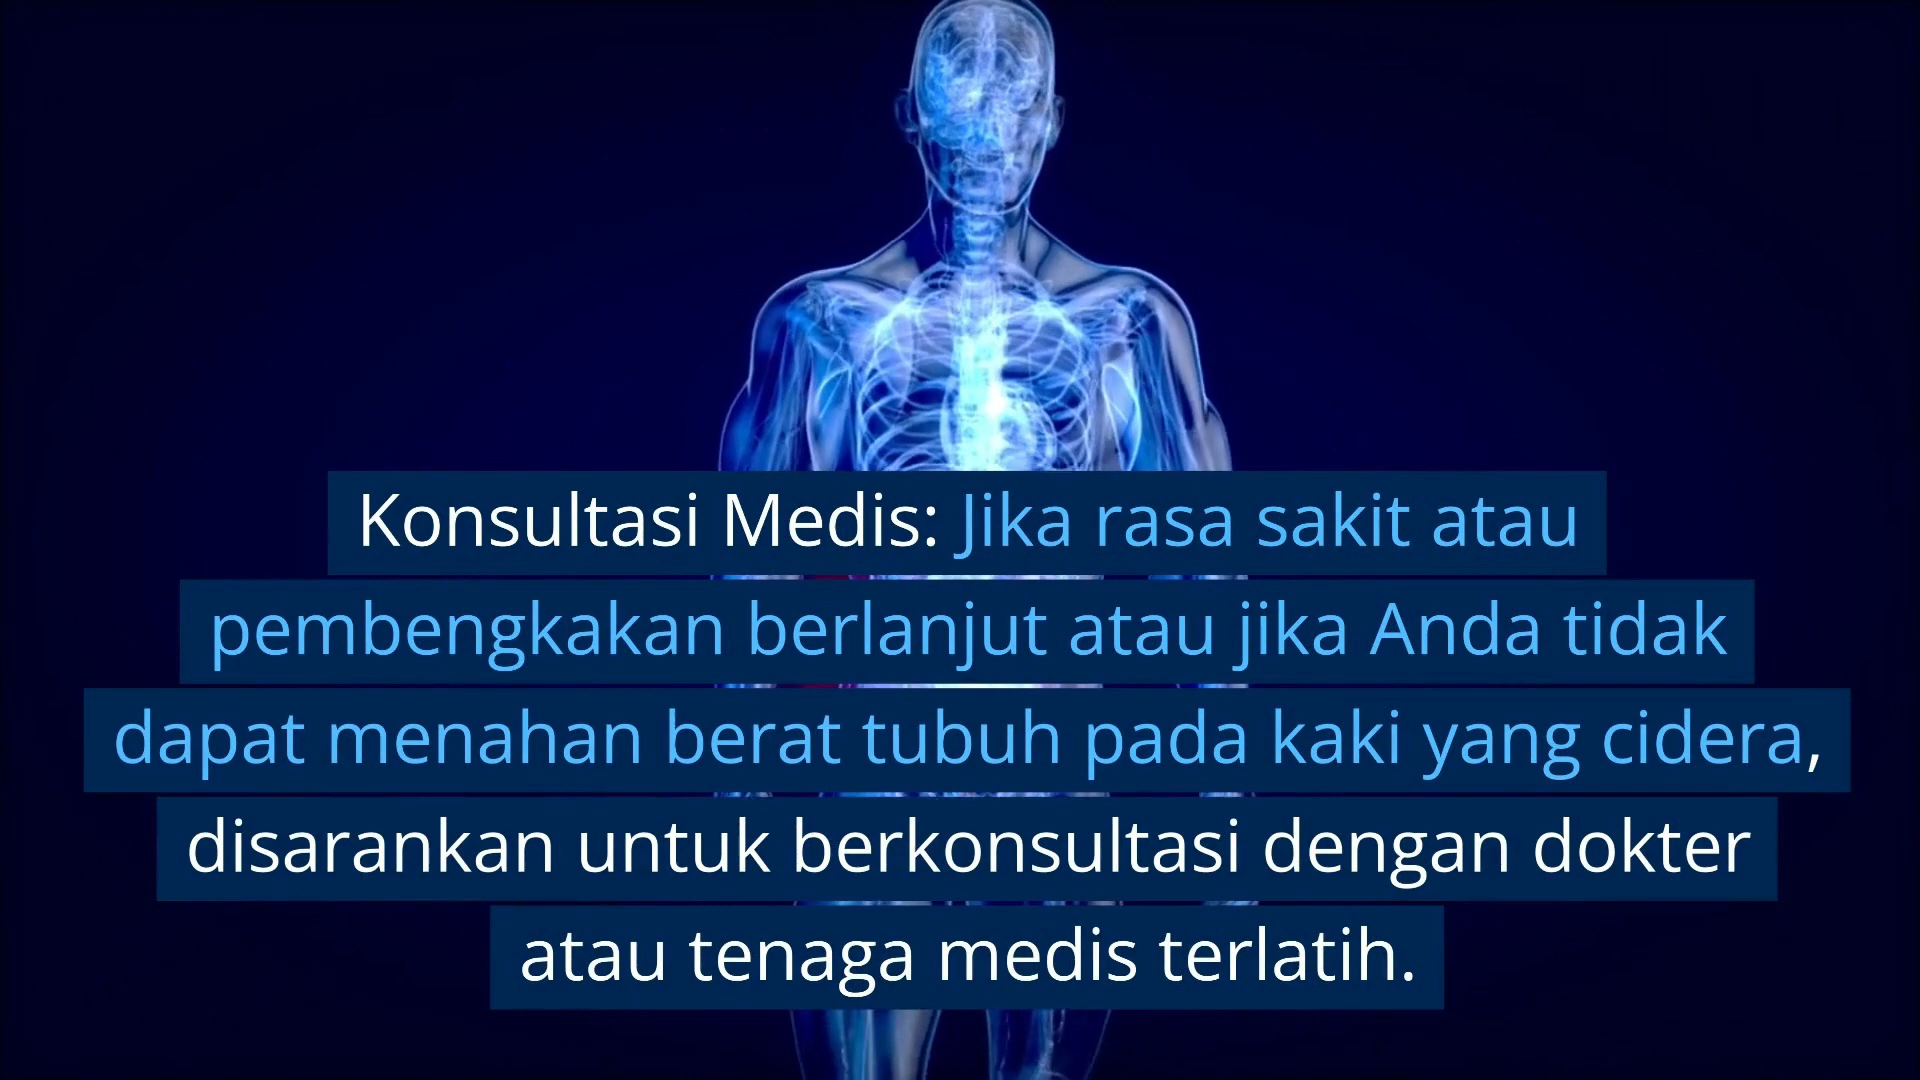 Konsultasi Medis: Jika rasa sakit atau
pembengkakan berlanjut atau jika Anda tidak
dapat menahan berat tubuh pada kaki yang cidera,
disarankan untuk berkonsultasi dengan dokter
atau tenaga medis terlatih.